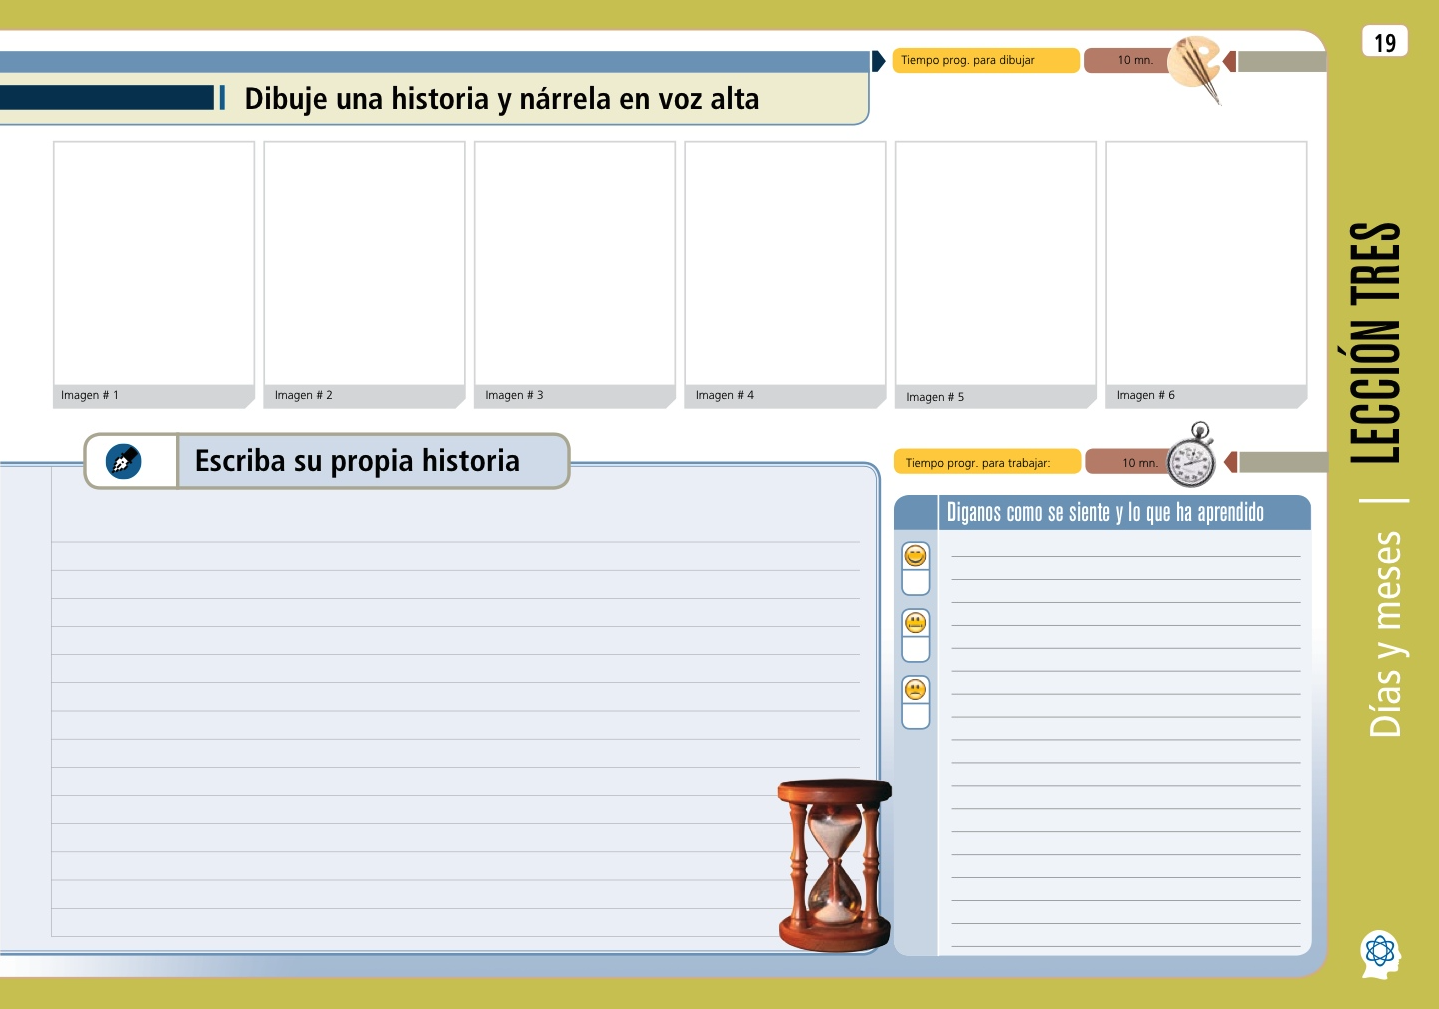 19
Tiempo prog. para dibujar
10 mn.
Dibuje una historia y nárrela en voz alta
Imagen # 1
Imagen # 2
Imagen # 3
Imagen # 4
Imagen # 5
Imagen # 6
Escriba su propia historia
Tiempo progr. para trabajar:
10 mn.
Diganos como se siente y lo que ha aprendido
LECCIÓN TRES
Días y meses